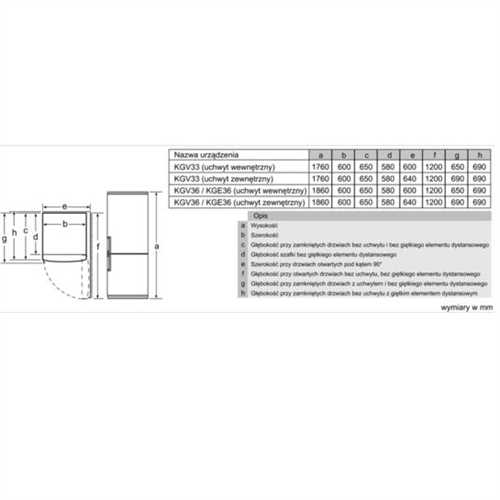 Nazwa urządzenia a b c d e f g h
KGV33 (uchwyt wewnętrzny) 1760 600 650 580 600 1200 650 690
KGV33 (uchwyt zewnętrzny) 1760 600 650 580 640 1200 690 690
KGV36 / KGE36 (uchwyt wewnętrzny) 1860 600 650 580 600 1200 650 690
KGV36 / KGE36 (uchwyt zewnętrzny) 1860 600 650 580 640 1200 690 690
Opis
a Wysokość
b Szerokość
c Głębokość przy zamkniętych drzwiach bez uchwytu i bez giętkiego elementu dystansowego
d Głębokość szafki bez giętkiego elementu dystansowego
e Szerokość przy drzwiach otwartych pod kątem 90°
f Głębokość przy otwartych drzwiach bez uchwytu, bez giętkiego elementu dystansowego
g Głębokość przy zamkniętych drzwiach z uchwytem i bez giętkiego elementu dystansowego
h Głębokość przy zamkniętych drzwiach bez uchwytu z giętkim elementem dystansowym
wymiary w mm
e
b
g h c d f
a